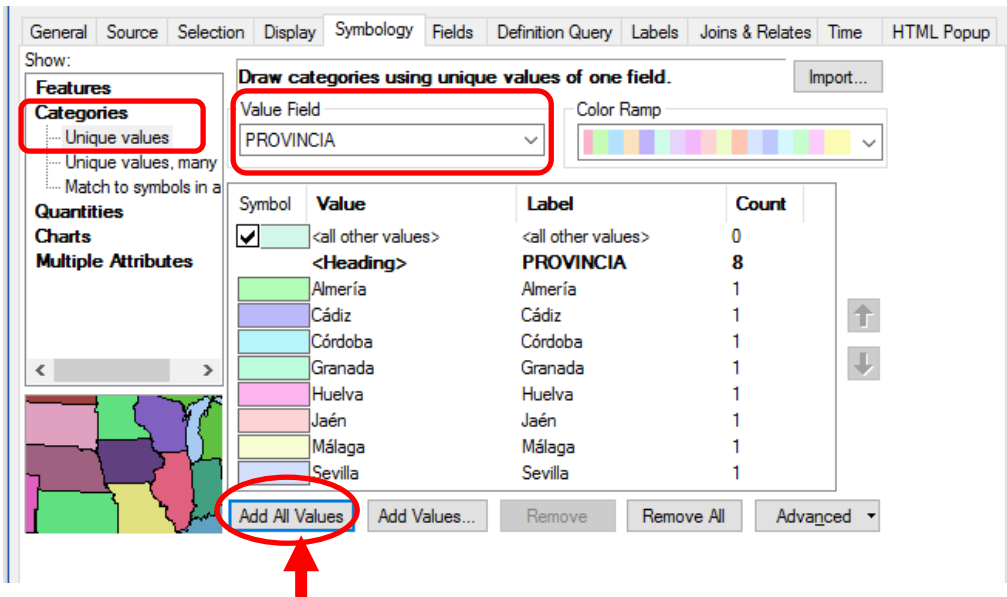 General Source Selection Display Symbology Fields Definition Query Labels Joins & Relates Time HTML Popup
Show:
Features
Categories
Unique values
Unique values, many
Match to symbols in a
Quantities
Charts
Multiple Attributes
Draw categories using unique values of one field.
Import...
Value Field
PROVINCIA
Color Ramp
Symbol Value Label Count
<all other values> <all other values> 0
<Heading> PROVINCIA 8
Almería Almería 1
Cádiz Cádiz 1
Córdoba Córdoba 1
Granada Granada 1
Huelva Huelva 1
Jaén Jaén 1
Málaga Málaga 1
Sevilla Sevilla 1
Add All Values Add Values... Remove Remove All Advanced